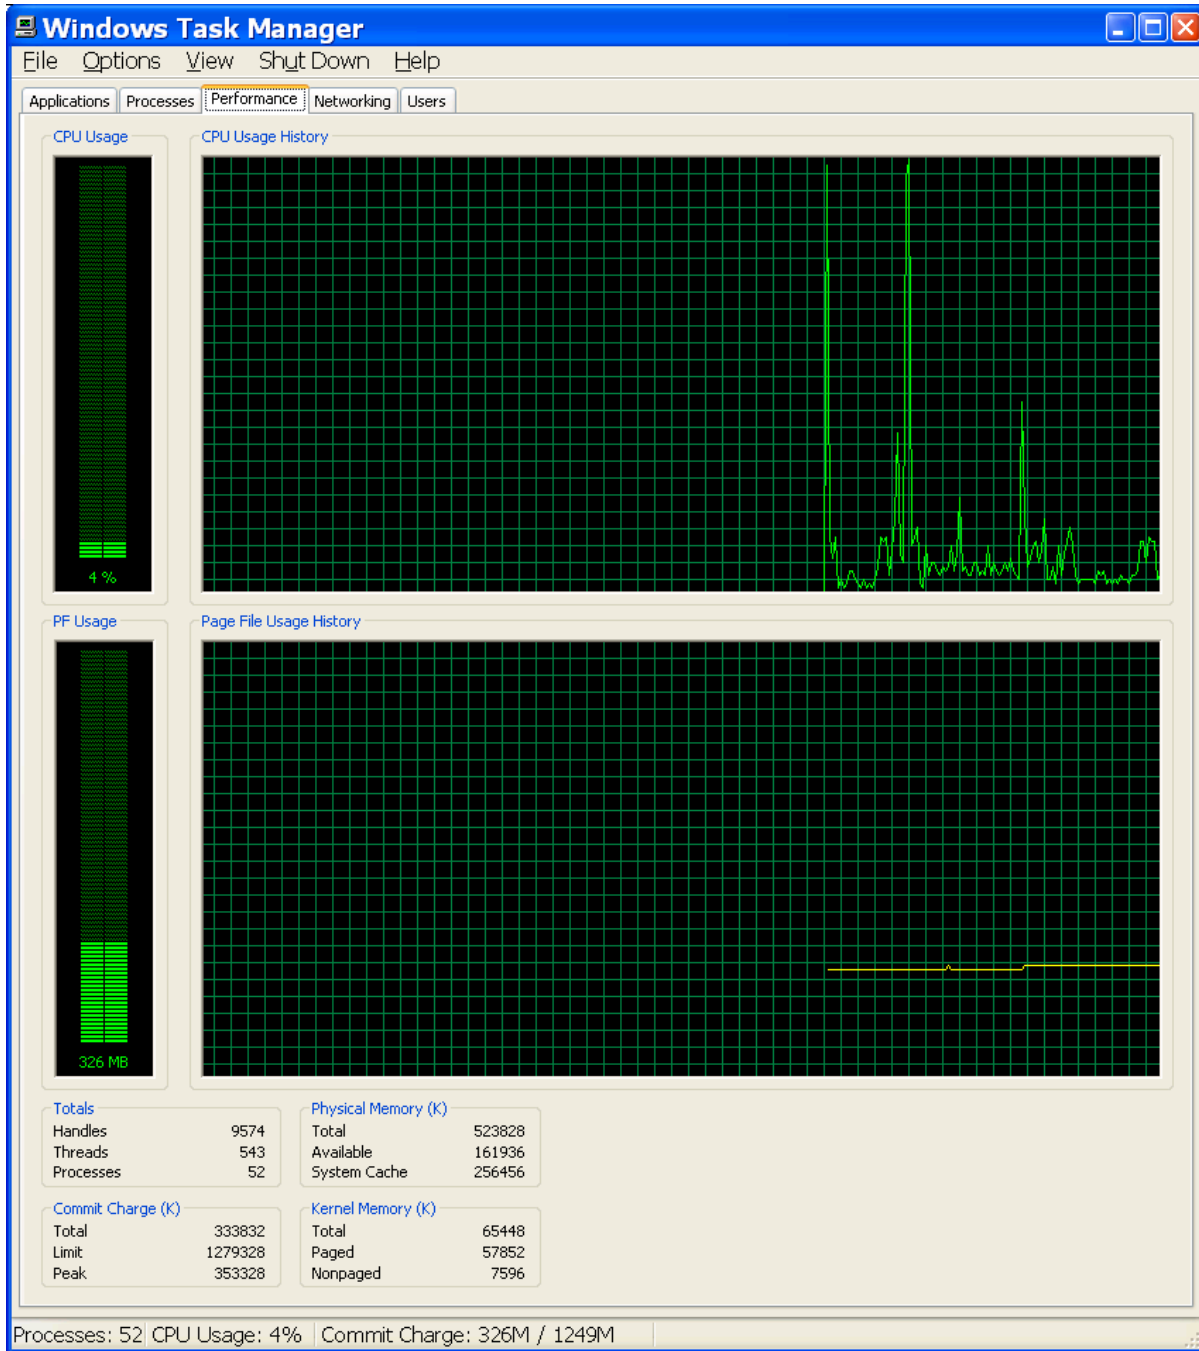 Windows Task Manager
File Options View Shut Down Help
Applications Processes Performance Networking Users
CPU Usage CPU Usage History
4 %
PF Usage Page File Usage History
326 MB
Totals
Handles 9574
Threads 543
Processes 52
Physical Memory (K)
Total 523828
Available 161936
System Cache 256456
Commit Charge (K)
Total 333832
Limit 1279328
Peak 353328
Kernel Memory (K)
Total 65448
Paged 57852
Nonpaged 7596
Processes: 52 CPU Usage: 4% Commit Charge: 326M / 1249M